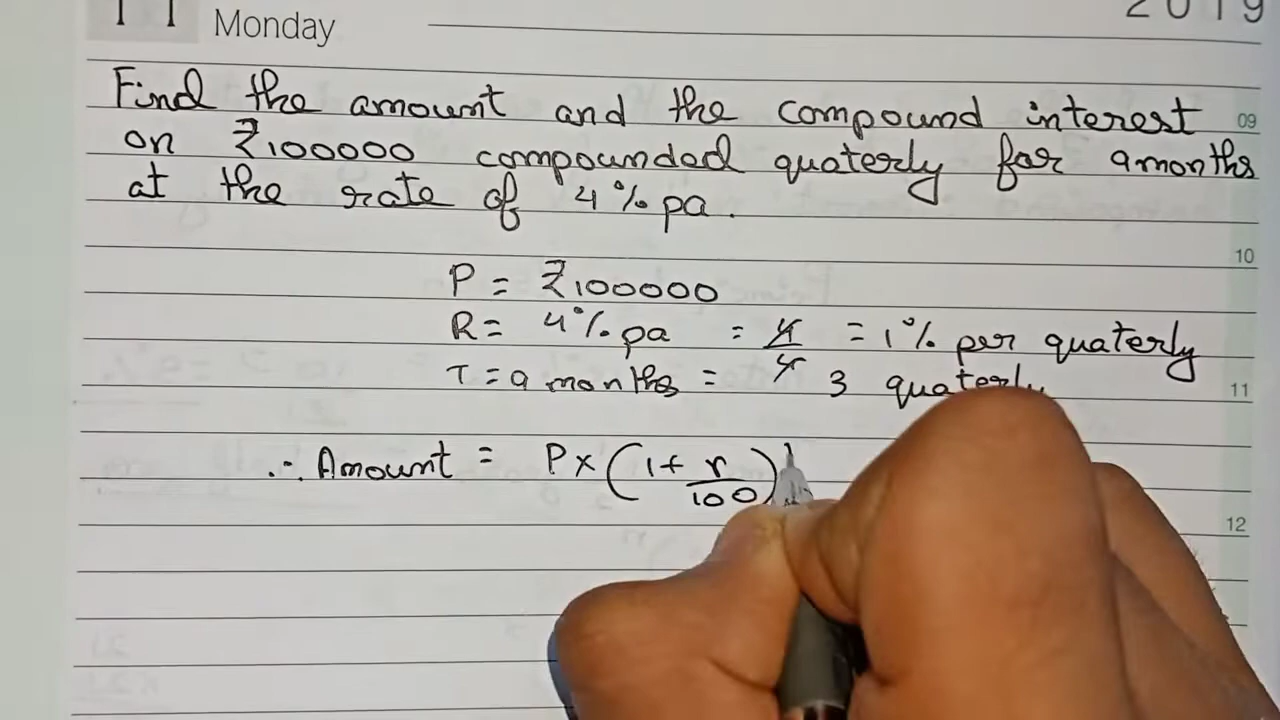 11 Monday 2019
Find the amount and the compound interest 09
on ₹100000 compounded quaterly for 9months
at the rate of 4% pa.
10
P = ₹100000
R = 4% pa = 4/4 = 1% per quaterly
T = 9 months = 3 quaterly 11
∴ Amount = P × (1 + r/100)
12